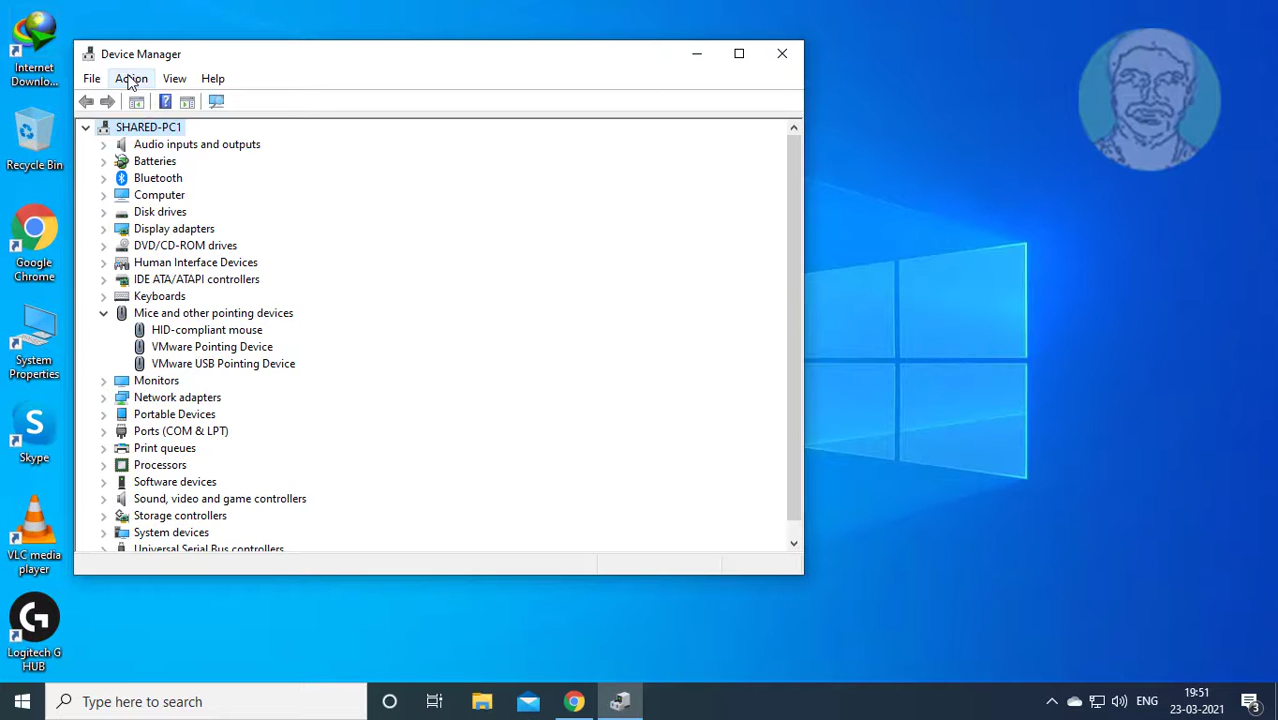 Internet
Downlo...
Recycle Bin
Google
Chrome
System
Properties
Skype
VLC media
player
Logitech G
HUB
Device Manager
File Action View Help
SHARED-PC1
Audio inputs and outputs
Batteries
Bluetooth
Computer
Disk drives
Display adapters
DVD/CD-ROM drives
Human Interface Devices
IDE ATA/ATAPI controllers
Keyboards
Mice and other pointing devices
HID-compliant mouse
VMware Pointing Device
VMware USB Pointing Device
Monitors
Network adapters
Portable Devices
Ports (COM & LPT)
Print queues
Processors
Software devices
Sound, video and game controllers
Storage controllers
System devices
Universal Serial Bus controllers
Type here to search
ENG
19:51
23-03-2021
3